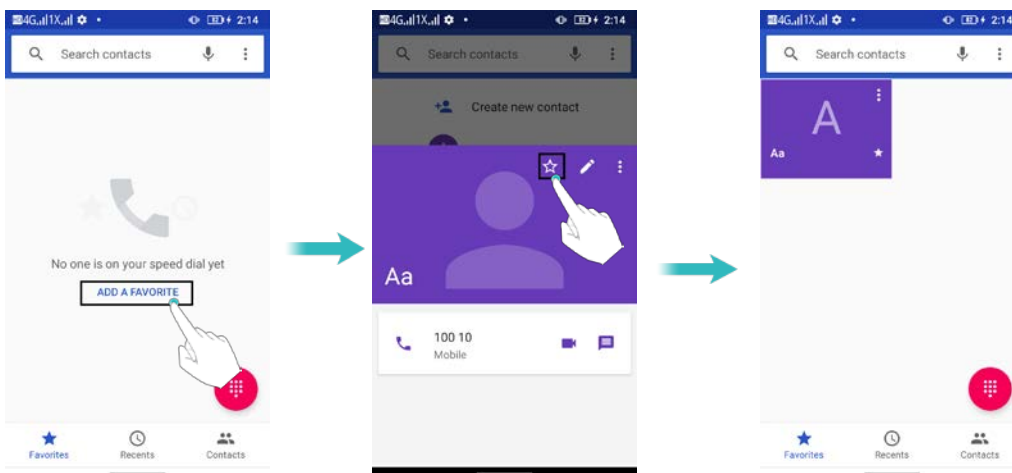 4G 1X 2:14
Search contacts
No one is on your speed dial yet
ADD A FAVORITE
Favorites Recents Contacts
4G 1X 2:14
Search contacts
Create new contact
Aa
100 10
Mobile
4G 1X 2:14
Search contacts
A
Aa
Favorites Recents Contacts